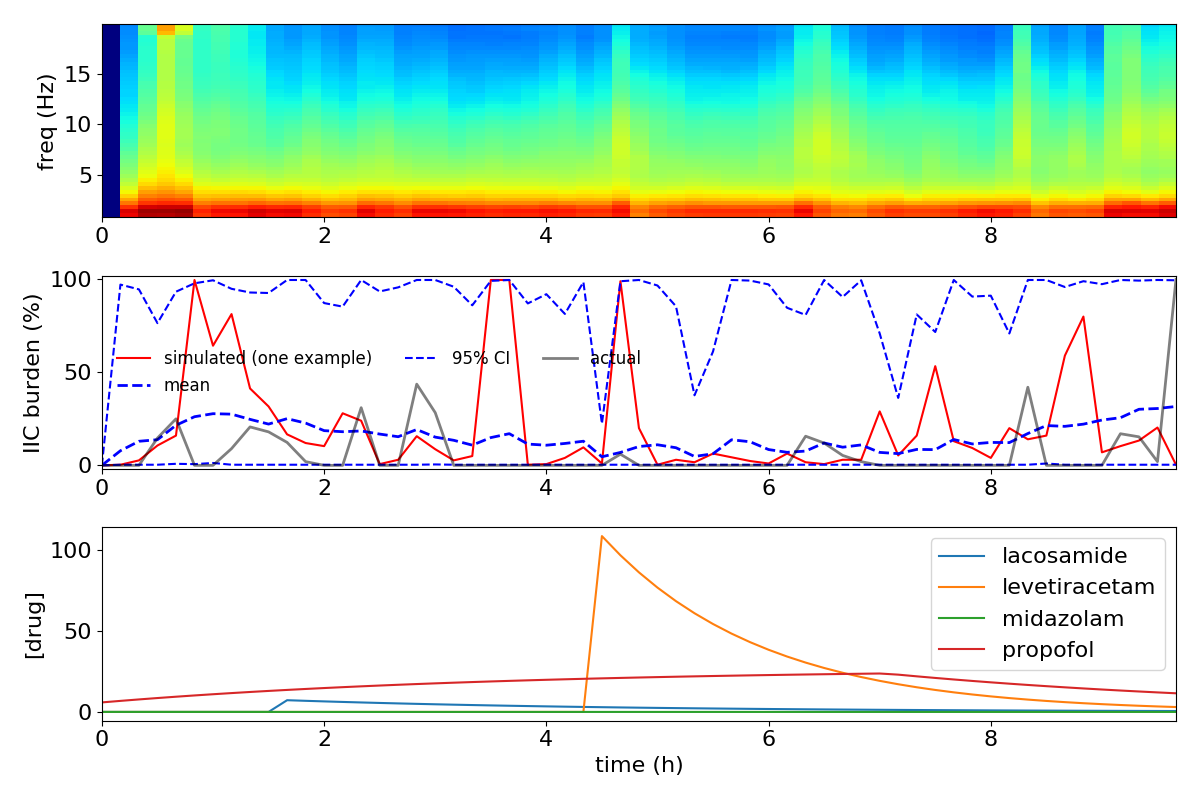 freq (Hz)
15
10
5
0 2 4 6 8
IIC burden (%)
100
50
0
simulated (one example) 95% CI actual
mean
0 2 4 6 8
[drug]
100
50
0
lacosamide
levetiracetam
midazolam
propofol
0 2 4 6 8
time (h)